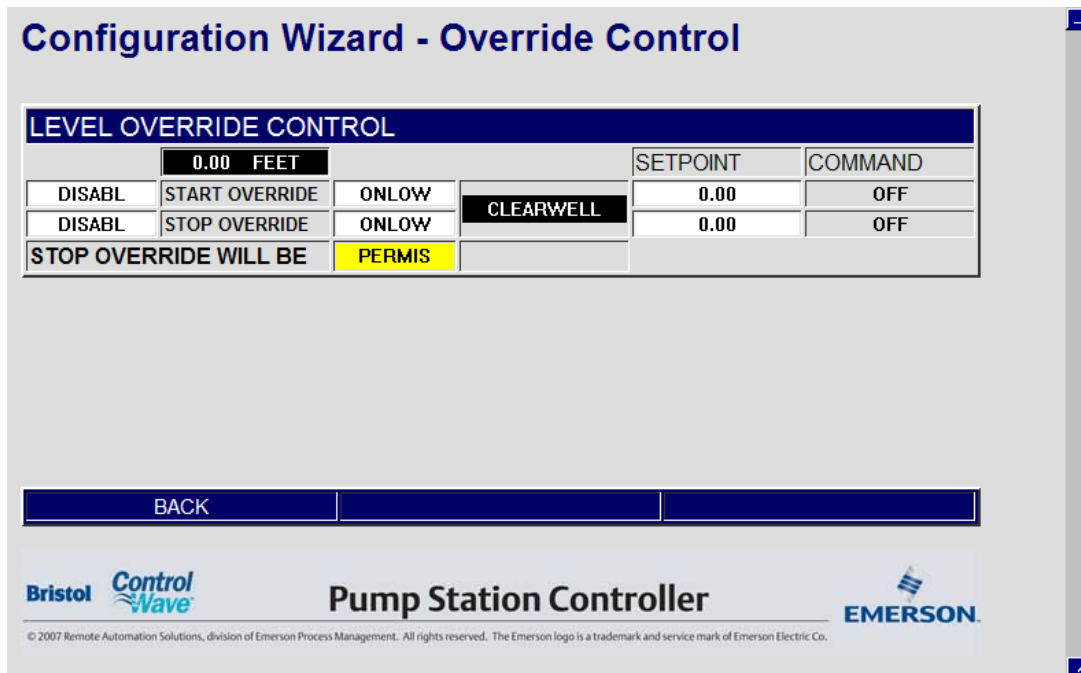 Configuration Wizard - Override Control
LEVEL OVERRIDE CONTROL
0.00 FEET SETPOINT COMMAND
DISABL START OVERRIDE ONLOW CLEARWELL 0.00 OFF
DISABL STOP OVERRIDE ONLOW 0.00 OFF
STOP OVERRIDE WILL BE PERMIS
BACK
Bristol Control Wave Pump Station Controller EMERSON.
© 2007 Remote Automation Solutions, division of Emerson Process Management. All rights reserved. The Emerson logo is a trademark and service mark of Emerson Electric Co.